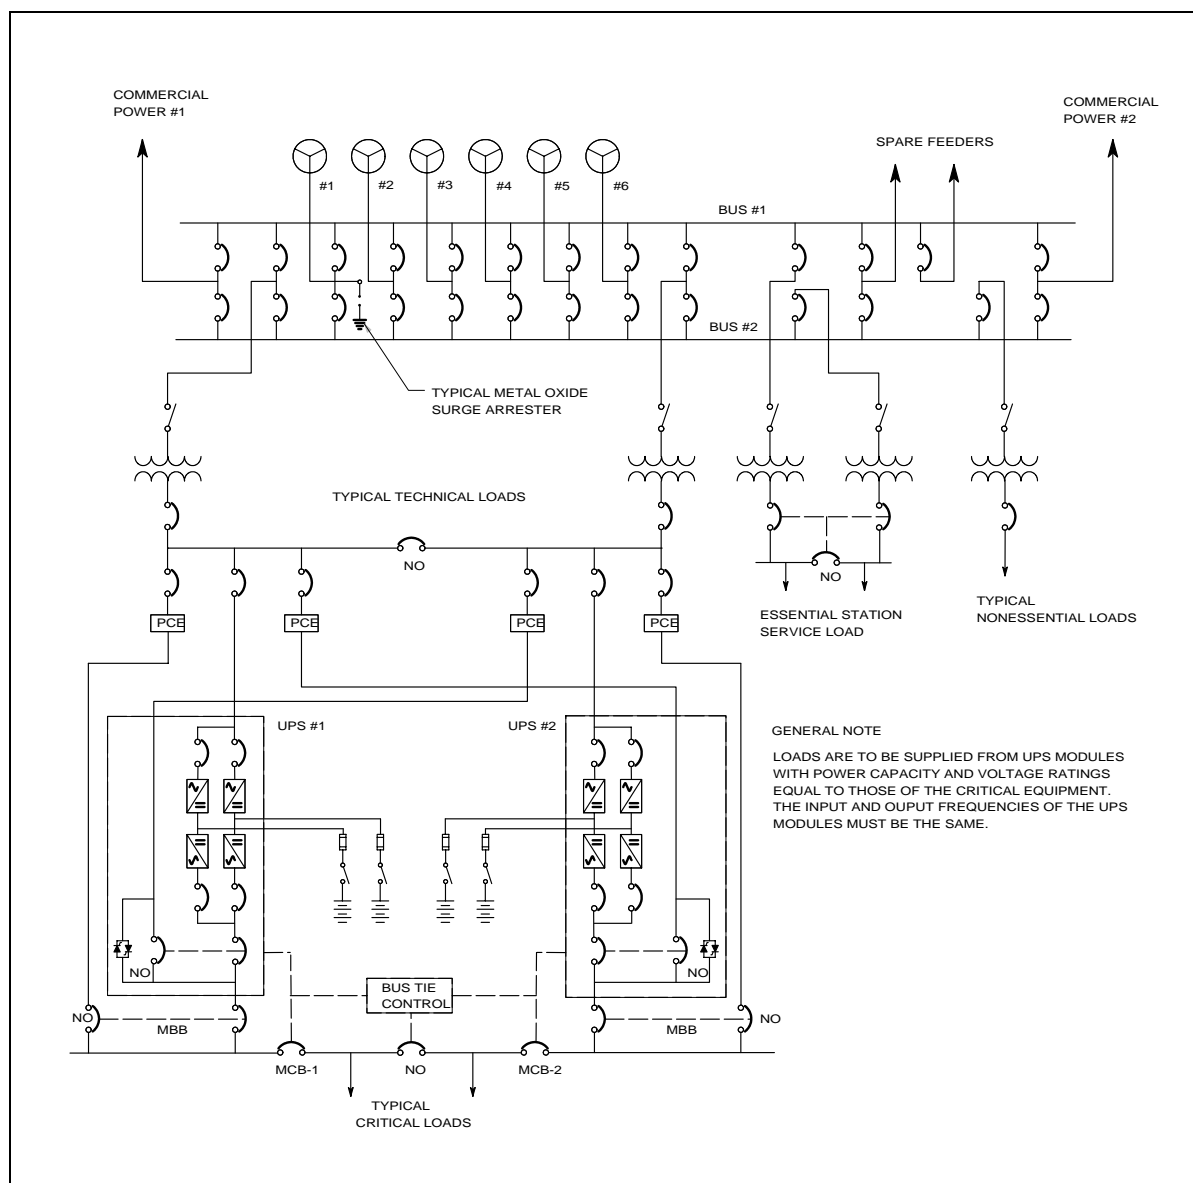 COMMERCIAL
POWER #1
COMMERCIAL
POWER #2
SPARE FEEDERS
#1
#2
#3
#4
#5
#6
BUS #1
BUS #2
TYPICAL METAL OXIDE
SURGE ARRESTER
TYPICAL TECHNICAL LOADS
NO
NO
ESSENTIAL STATION
SERVICE LOAD
TYPICAL
NONESSENTIAL LOADS
PCE
PCE
PCE
PCE
UPS #1
UPS #2
GENERAL NOTE
LOADS ARE TO BE SUPPLIED FROM UPS MODULES
WITH POWER CAPACITY AND VOLTAGE RATINGS
EQUAL TO THOSE OF THE CRITICAL EQUIPMENT.
THE INPUT AND OUPUT FREQUENCIES OF THE UPS
MODULES MUST BE THE SAME.
NO
NO
BUS TIE
CONTROL
NO
MBB
MBB
NO
MCB-1
NO
MCB-2
TYPICAL
CRITICAL LOADS